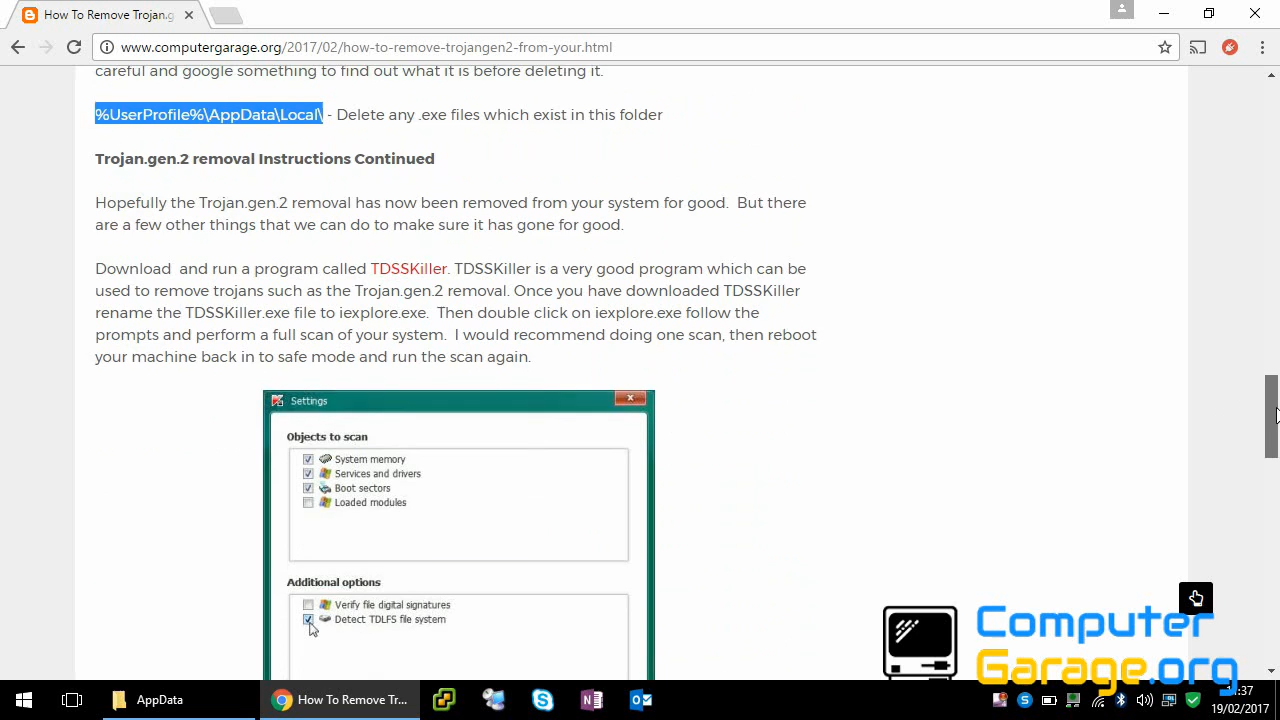 How To Remove Trojan.g
www.computergarage.org/2017/02/how-to-remove-trojangen2-from-your.html
careful and google something to find out what it is before deleting it.
%UserProfile%\AppData\Local\ - Delete any .exe files which exist in this folder
Trojan.gen.2 removal Instructions Continued
Hopefully the Trojan.gen.2 removal has now been removed from your system for good. But there
are a few other things that we can do to make sure it has gone for good.
Download and run a program called TDSSKiller. TDSSKiller is a very good program which can be
used to remove trojans such as the Trojan.gen.2 removal. Once you have downloaded TDSSKiller
rename the TDSSKiller.exe file to iexplore.exe. Then double click on iexplore.exe follow the
prompts and perform a full scan of your system. I would recommend doing one scan, then reboot
your machine back in to safe mode and run the scan again.
Settings
Objects to scan
System memory
Services and drivers
Boot sectors
Loaded modules
Additional options
Verify file digital signatures
Detect TDLFS file system
Computer
Garage.org
AppData
How To Remove Tr...
:37
19/02/2017